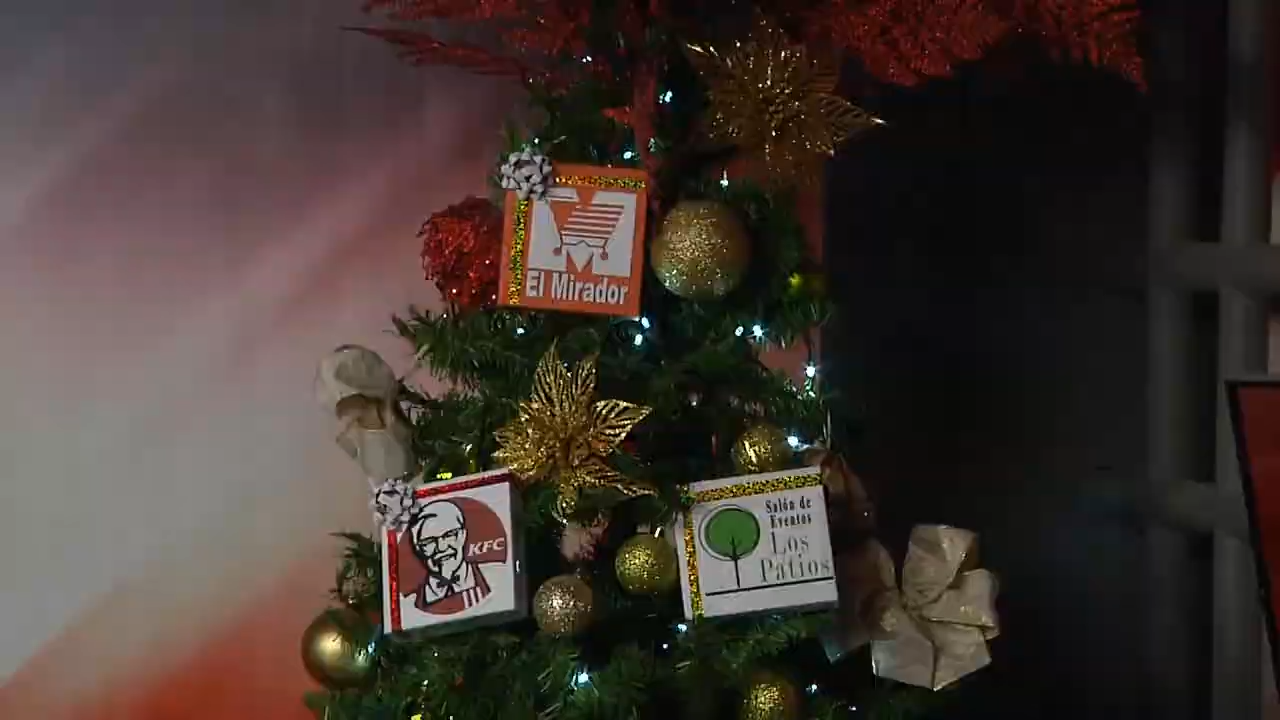 El Mirador
KFC
Salón de
Eventos
Los
Patios